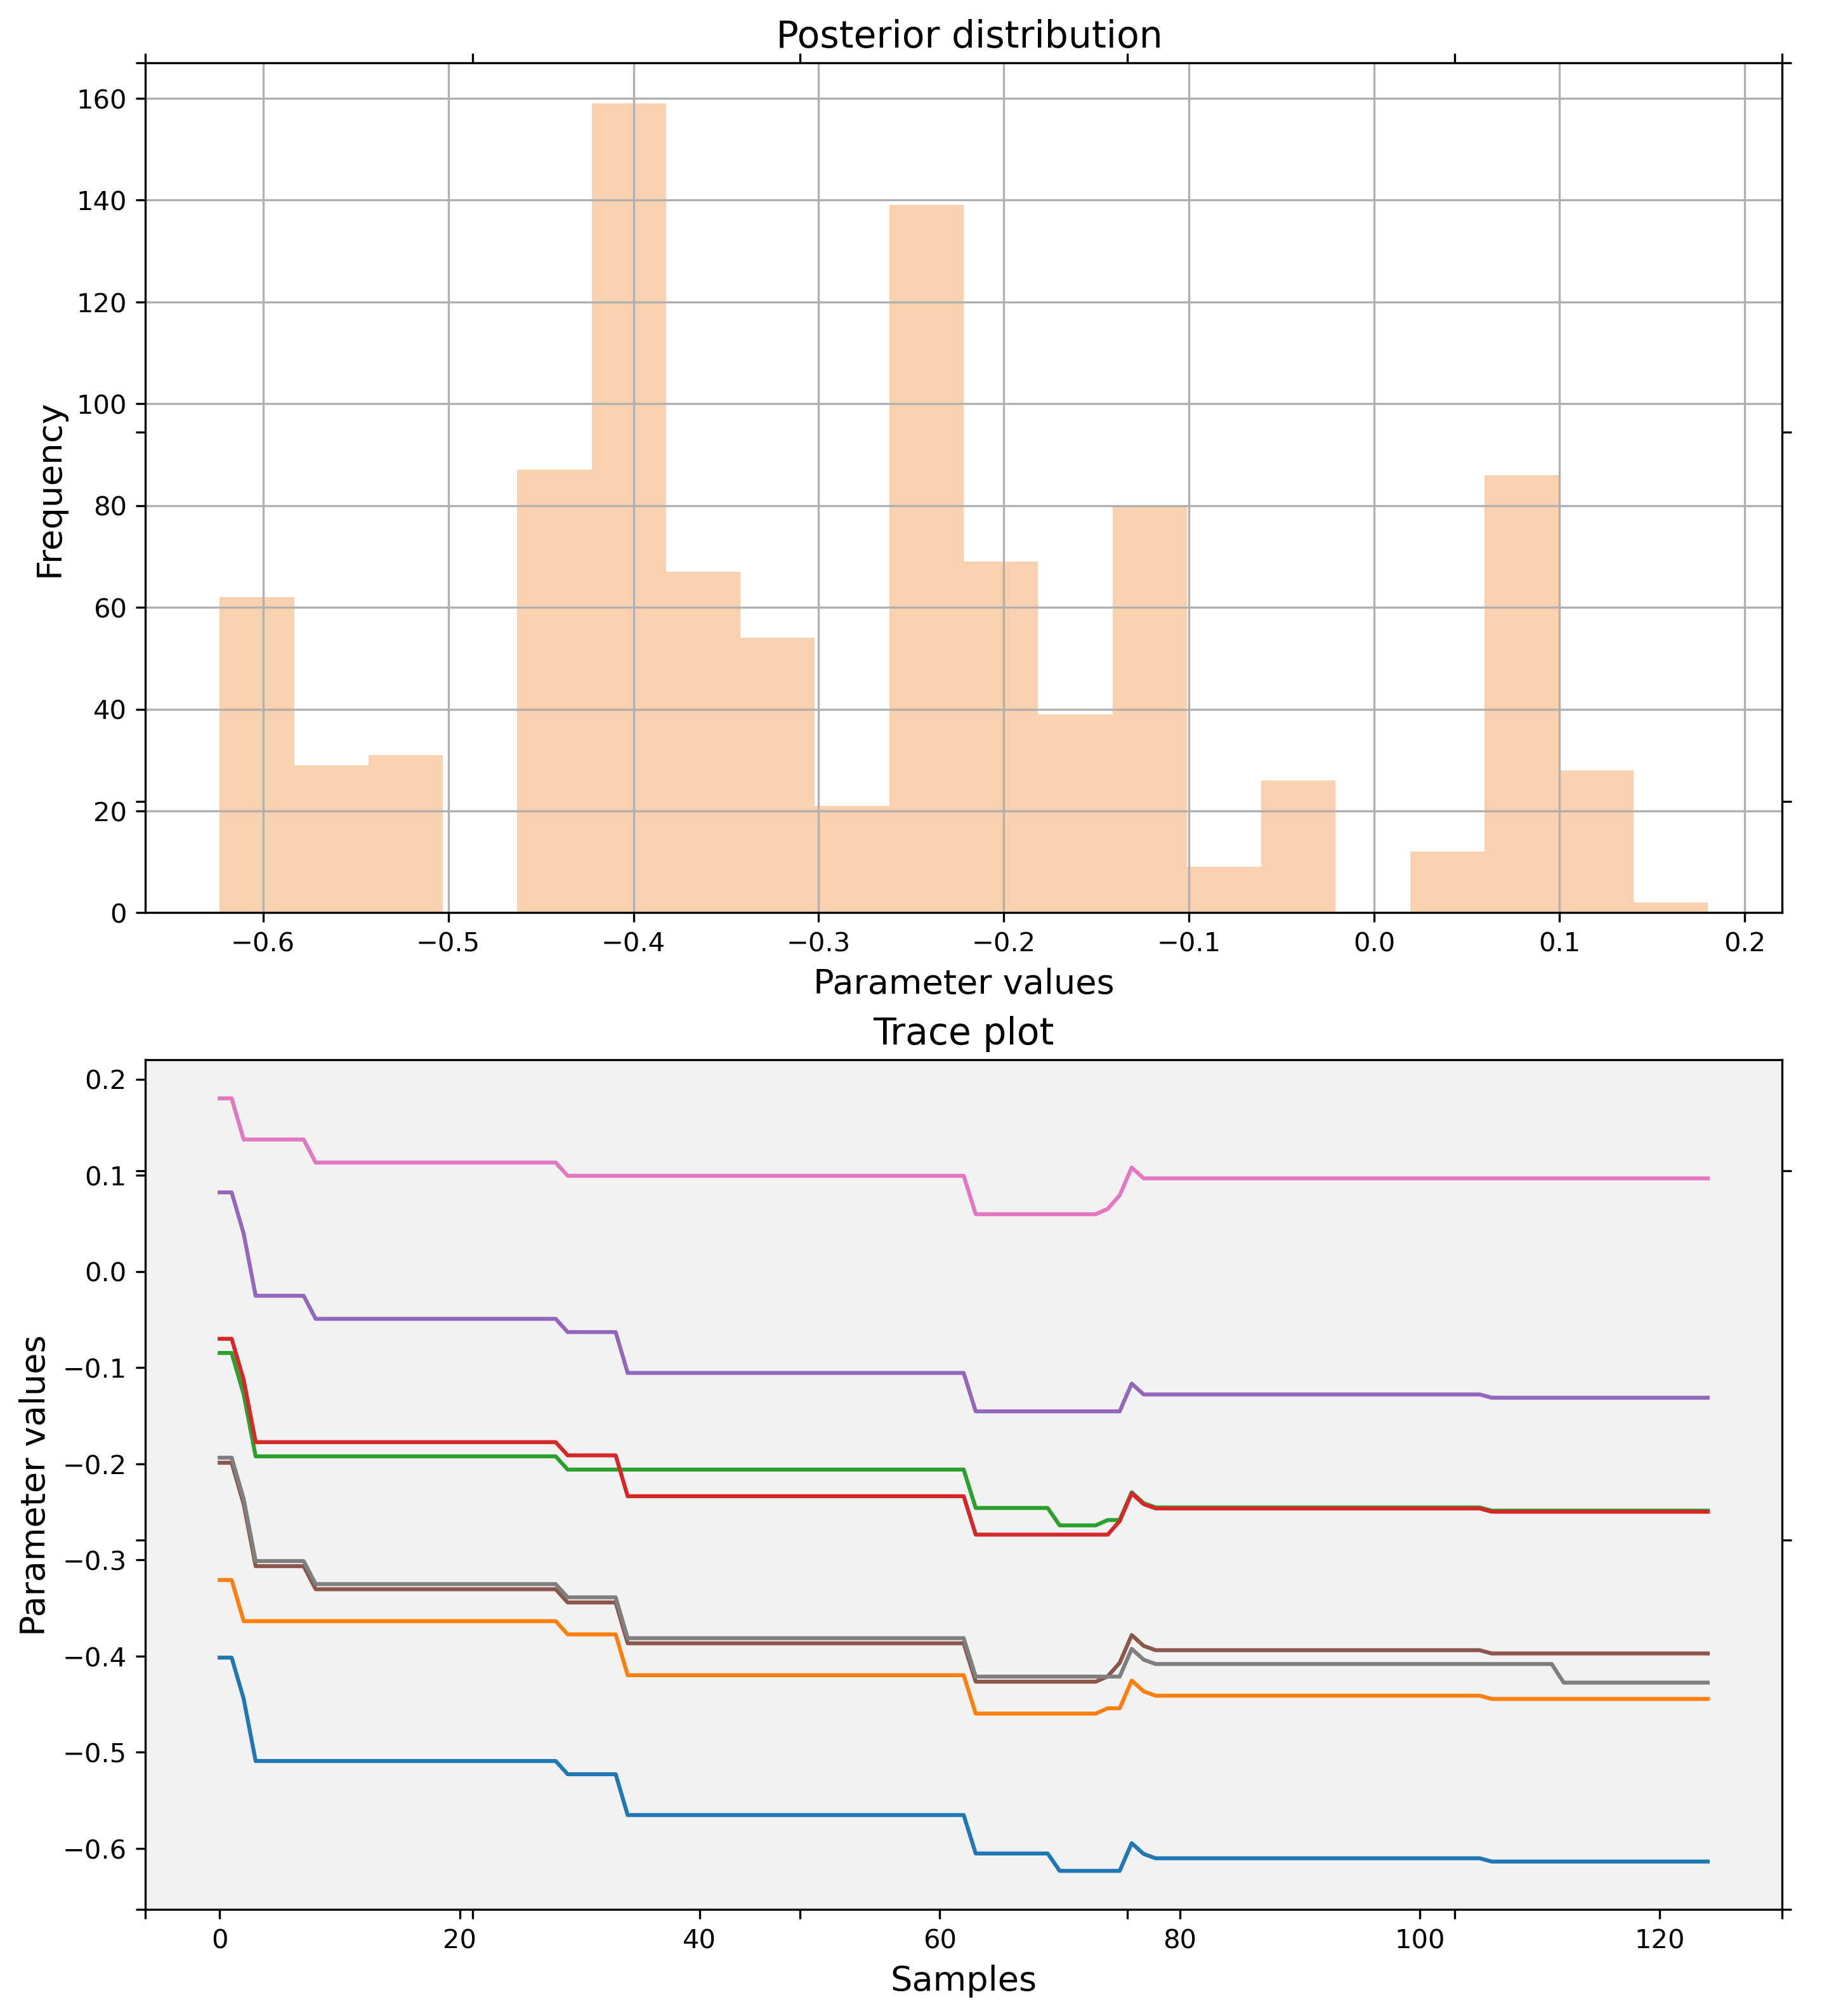 Posterior distribution
160
140
120
100
80
60
40
20
0
Frequency
−0.6 −0.5 −0.4 −0.3 −0.2 −0.1 0.0 0.1 0.2
Parameter values
Trace plot
0.2
0.1
0.0
−0.1
−0.2
−0.3
−0.4
−0.5
−0.6
Parameter values
0 20 40 60 80 100 120
Samples